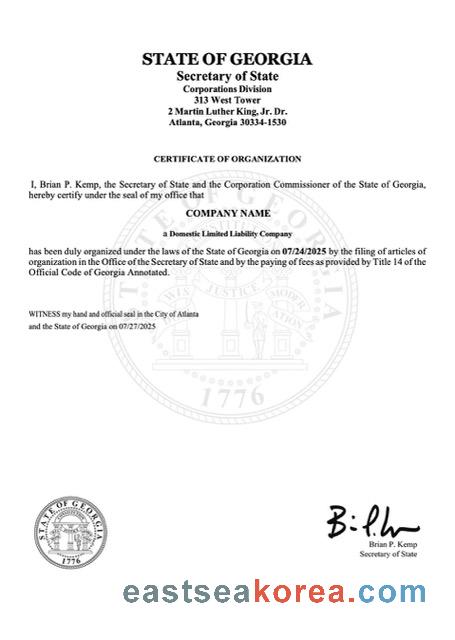 STATE OF GEORGIA
Secretary of State
Corporations Division
313 West Tower
2 Martin Luther King, Jr. Dr.
Atlanta, Georgia 30334-1530
CERTIFICATE OF ORGANIZATION
I, Brian P. Kemp, the Secretary of State and the Corporation Commissioner of the State of Georgia,
hereby certify under the seal of my office that
COMPANY NAME
a Domestic Limited Liability Company
has been duly organized under the laws of the State of Georgia on 07/24/2025 by the filing of articles of
organization in the Office of the Secretary of State and by the paying of fees as provided by Title 14 of the
Official Code of Georgia Annotated.
WITNESS my hand and official seal in the City of Atlanta
and the State of Georgia on 07/27/2025
STATE OF GEORGIA
CONSTITUTION
WISDOM JUSTICE MODERATION
1776
STATE OF GEORGIA
1776
Brian P. Kemp
Secretary of State
eastseakorea.com